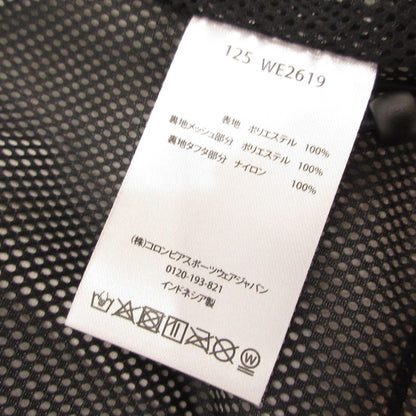 125 WE2619
表地 ポリエステル 100%
裏地メッシュ部分 ポリエステル 100%
裏地タフタ部分 ナイロン 100%
(株)コロンビアスポーツウェアジャパン
0120-193-821
インドネシア製
W